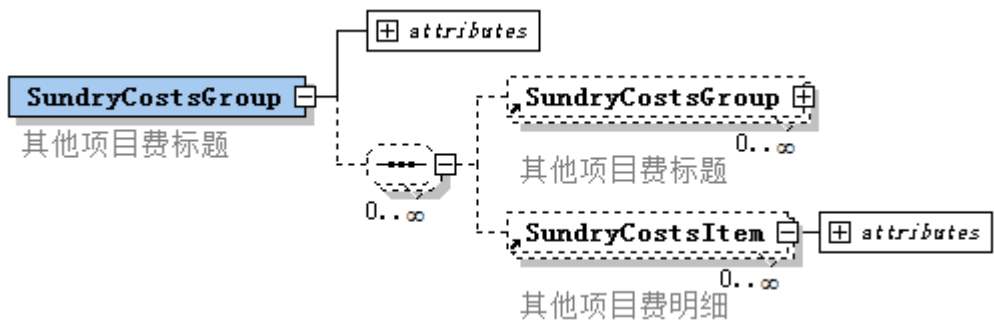 attributes
SundryCostsGroup
其他项目费标题
0..∞
SundryCostsGroup
0..∞
其他项目费标题
SundryCostsItem
attributes
0..∞
其他项目费明细